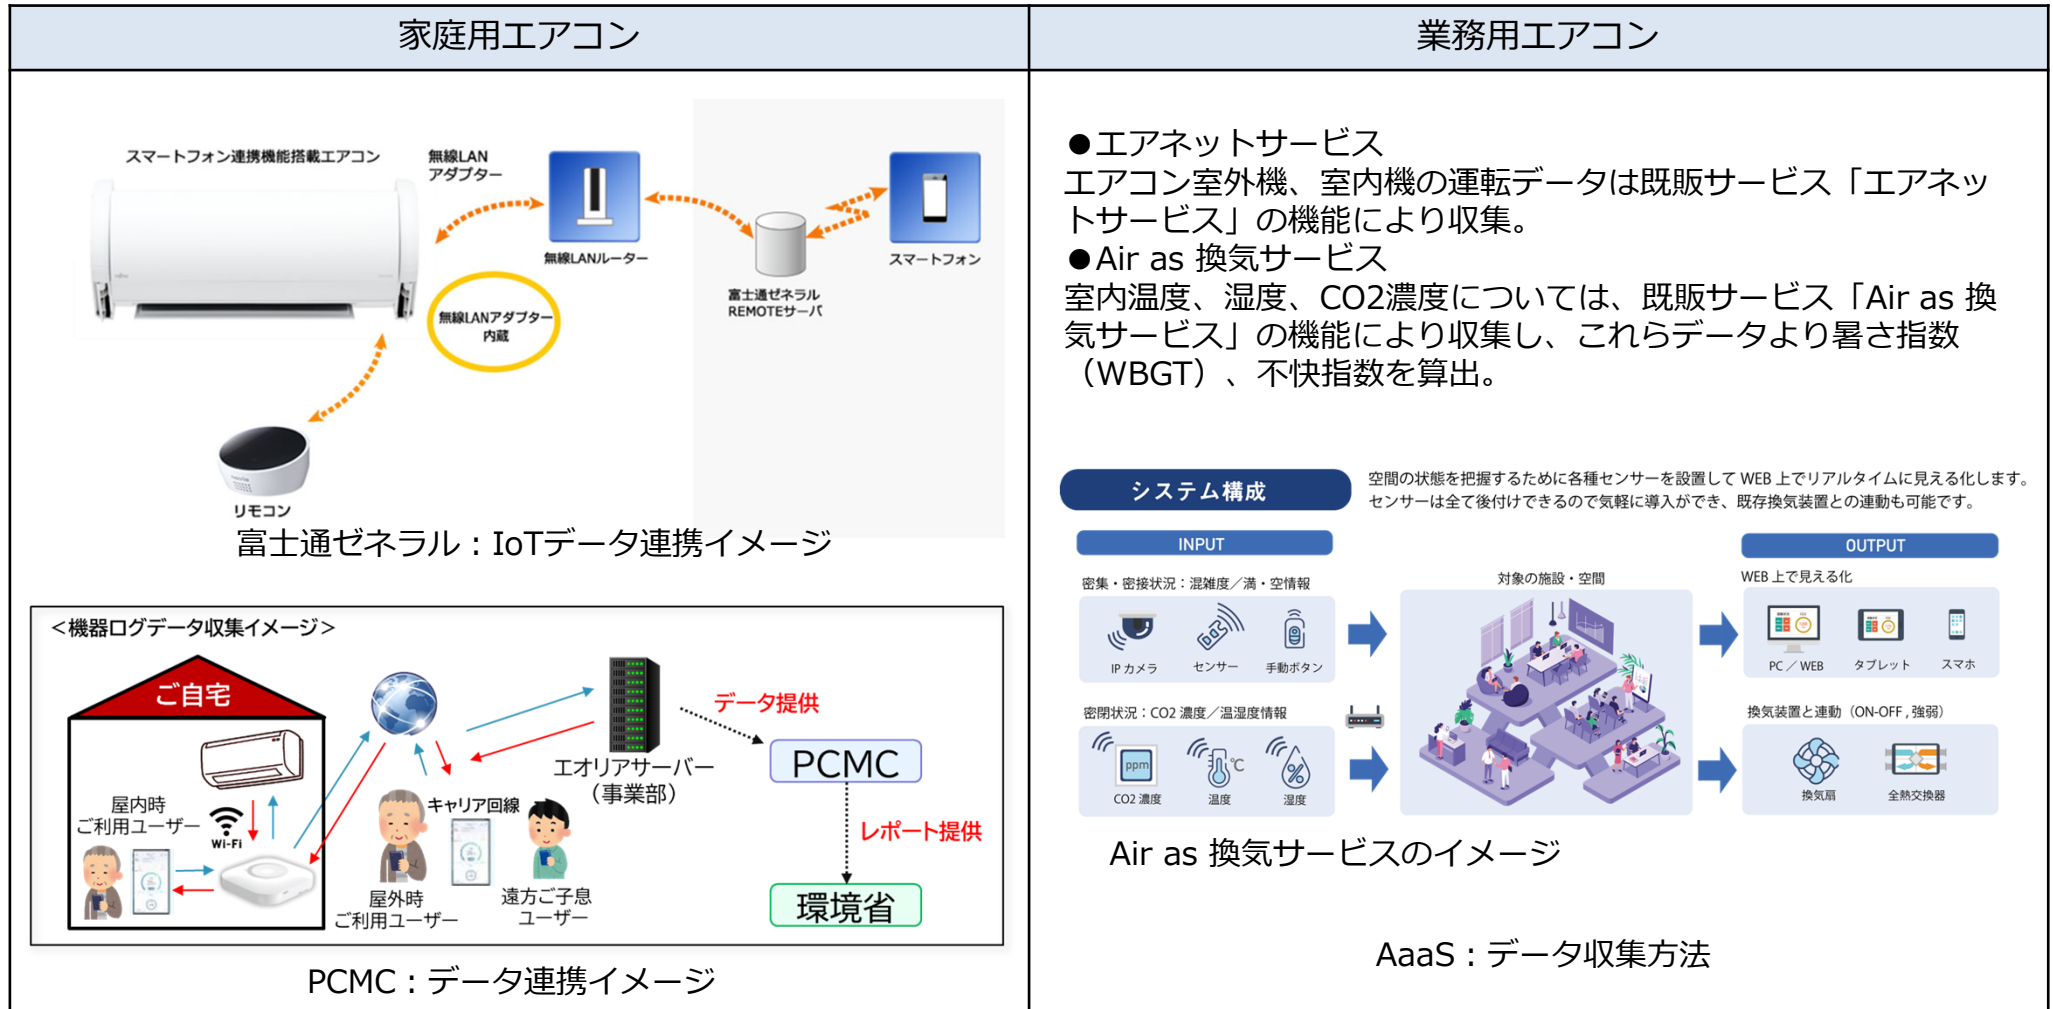 家庭用エアコン
業務用エアコン
スマートフォン連携機能搭載エアコン
無線LAN
アダプター
無線LANルーター
スマートフォン
富士通ゼネラル
REMOTEサーバ
無線LANアダプター
内蔵
リモコン
富士通ゼネラル：IoTデータ連携イメージ
＜機器ログデータ収集イメージ＞
ご自宅
データ提供
PCMC
エオリアサーバー
（事業部）
屋内時
ご利用ユーザー
Wi-Fi
キャリア回線
レポート提供
屋外時
ご利用ユーザー
遠方ご子息
ユーザー
環境省
PCMC：データ連携イメージ
●エアネットサービス
エアコン室外機、室内機の運転データは既販サービス「エアネッ
トサービス」の機能により収集。
●Air as 換気サービス
室内温度、湿度、CO2濃度については、既販サービス「Air as 換
気サービス」の機能により収集し、これらデータより暑さ指数
（WBGT）、不快指数を算出。
システム構成
空間の状態を把握するために各種センサーを設置して WEB 上でリアルタイムに見える化します。
センサーは全て後付けできるので気軽に導入ができ、既存換気装置との連動も可能です。
INPUT
OUTPUT
密集・密接状況：混雑度／満・空情報
対象の施設・空間
WEB 上で見える化
IP カメラ
センサー
手動ボタン
PC ／ WEB
タブレット
スマホ
密閉状況：CO2 濃度／温湿度情報
換気装置と連動（ON-OFF , 強弱）
ppm
℃
%
CO2 濃度
温度
湿度
換気扇
全熱交換器
Air as 換気サービスのイメージ
AaaS：データ収集方法